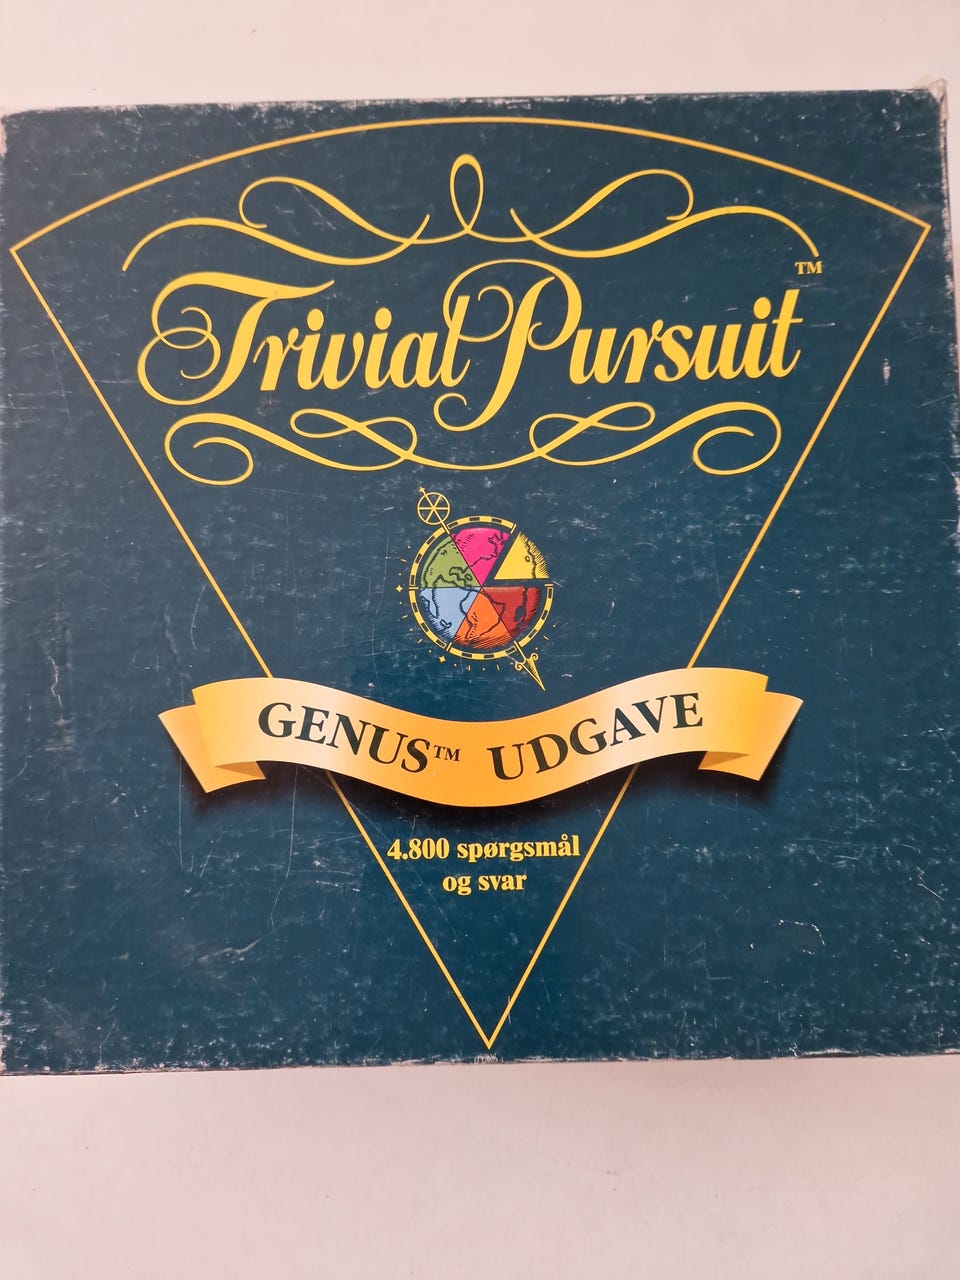 Trivial Pursuit™
GENUS™ UDGAVE
4.800 spørgsmål
og svar